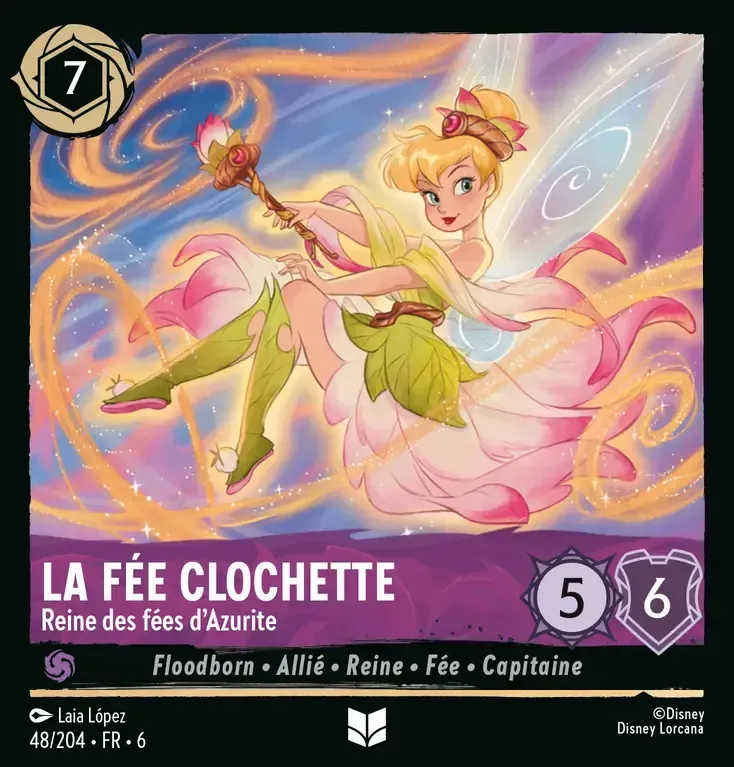 7
LA FÉE CLOCHETTE
Reine des fées d'Azurite
5
6
Floodborn • Allié • Reine • Fée • Capitaine
Laia López
48/204 • FR • 6
©Disney
Disney Lorcana